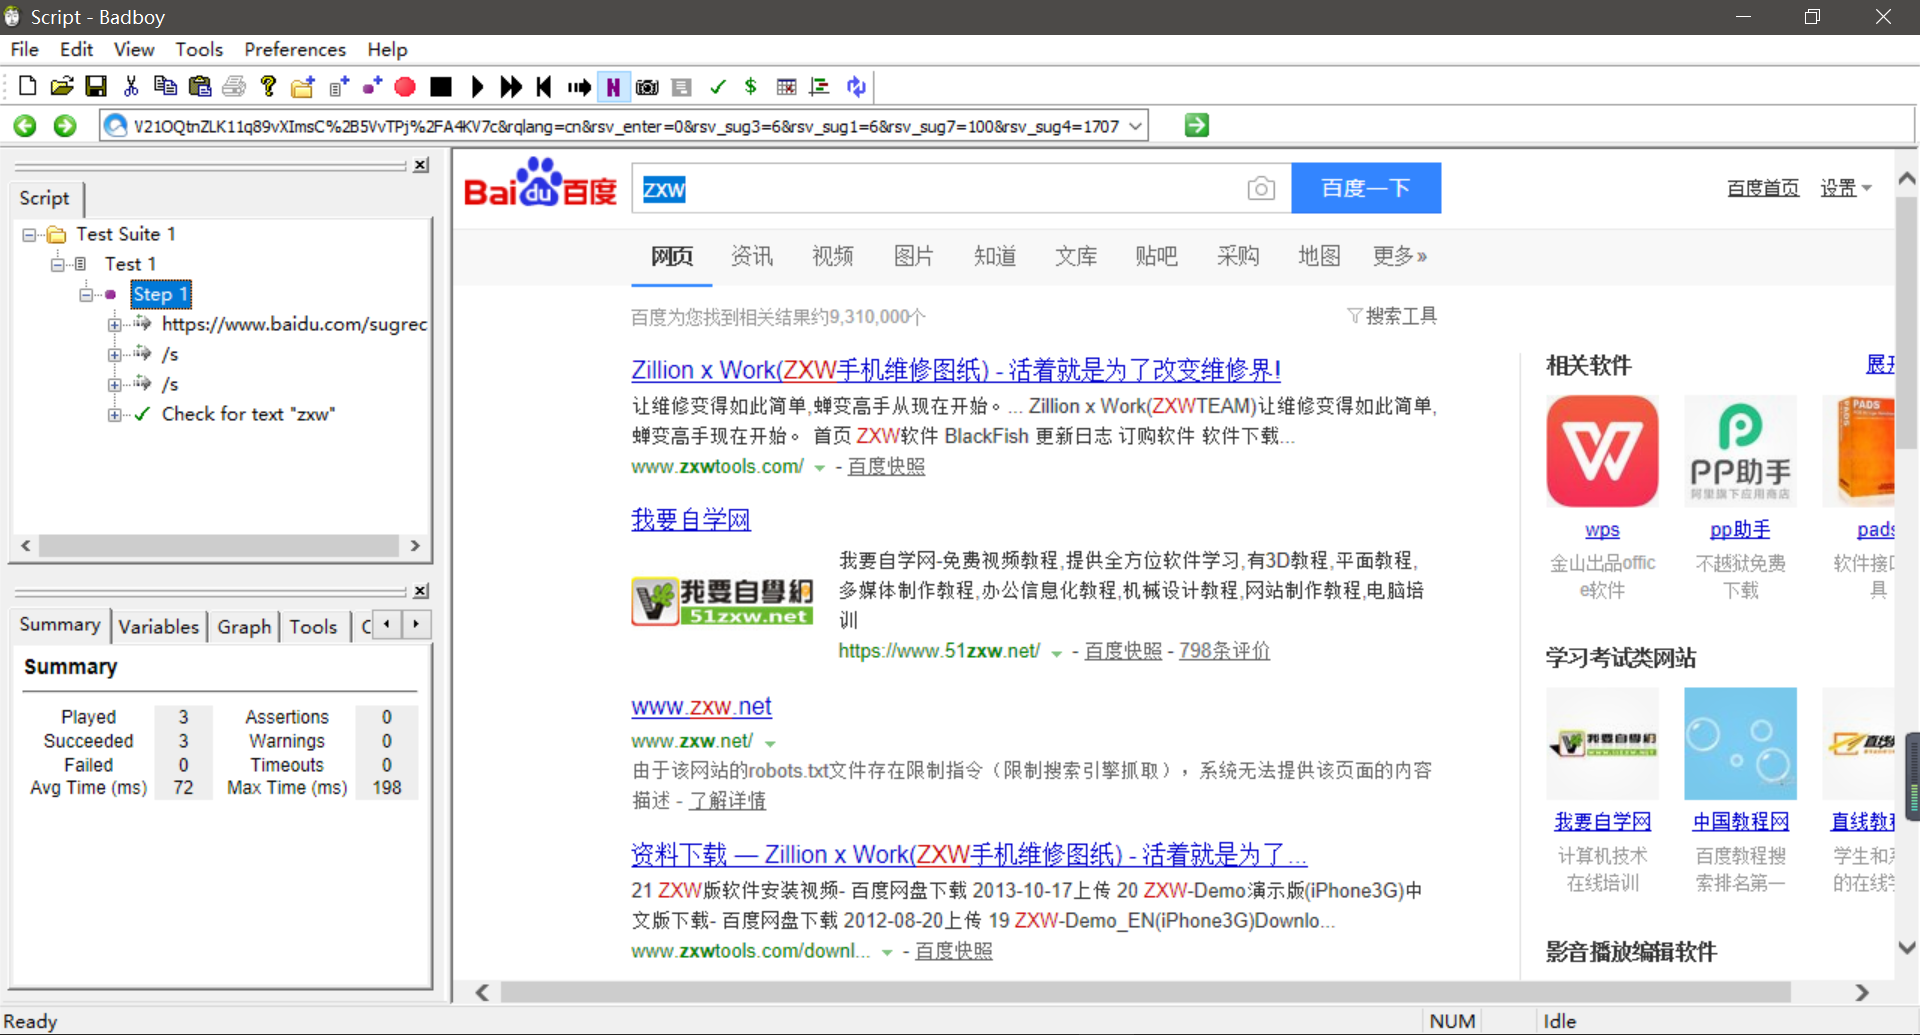 Script - Badboy
File Edit View Tools Preferences Help
V21OQtnZLK11q89vXImsC%2B5VvTPj%2FA4KV7c&rqlang=cn&rsv_enter=0&rsv_sug3=6&rsv_sug1=6&rsv_sug7=100&rsv_sug4=1707
Script
Test Suite 1
Test 1
Step 1
https://www.baidu.com/sugrec
/s
/s
Check for text "zxw"
Summary Variables Graph Tools
Summary
Played 3 Assertions 0
Succeeded 3 Warnings 0
Failed 0 Timeouts 0
Avg Time (ms) 72 Max Time (ms) 198
Bai du 百度
zxw
百度一下
百度首页 设置
网页 资讯 视频 图片 知道 文库 贴吧 采购 地图 更多»
百度为您找到相关结果约9,310,000个
搜索工具
Zillion x Work(ZXW手机维修图纸) - 活着就是为了改变维修界!
让维修变得如此简单,蝉变高手从现在开始。... Zillion x Work(ZXWTEAM)让维修变得如此简单,
蝉变高手现在开始。 首页 ZXW软件 BlackFish 更新日志 订购软件 软件下载...
www.zxwtools.com/ - 百度快照
我要自学网
我要自學網
51zxw.net
我要自学网-免费视频教程,提供全方位软件学习,有3D教程,平面教程,
多媒体制作教程,办公信息化教程,机械设计教程,网站制作教程,电脑培
训
https://www.51zxw.net/ - 百度快照 - 798条评价
www.zxw.net
www.zxw.net/
由于该网站的robots.txt文件存在限制指令（限制搜索引擎抓取），系统无法提供该页面的内容
描述 - 了解详情
资料下载 — Zillion x Work(ZXW手机维修图纸) - 活着就是为了...
21 ZXW版软件安装视频- 百度网盘下载 2013-10-17上传 20 ZXW-Demo演示版(iPhone3G)中
文版下载- 百度网盘下载 2012-08-20上传 19 ZXW-Demo_EN(iPhone3G)Downlo...
www.zxwtools.com/downl... - 百度快照
相关软件
展开
PP助手
阿里旗下应用商店
PADS
wps pp助手 pads
金山出品offic
e软件
不越狱免费
下载
软件接口
具
学习考试类网站
我要自學網
我要自学网 中国教程网 直线教
计算机技术
在线培训
百度教程搜
索排名第一
学生和
的在线
影音播放编辑软件
Ready
NUM
Idle